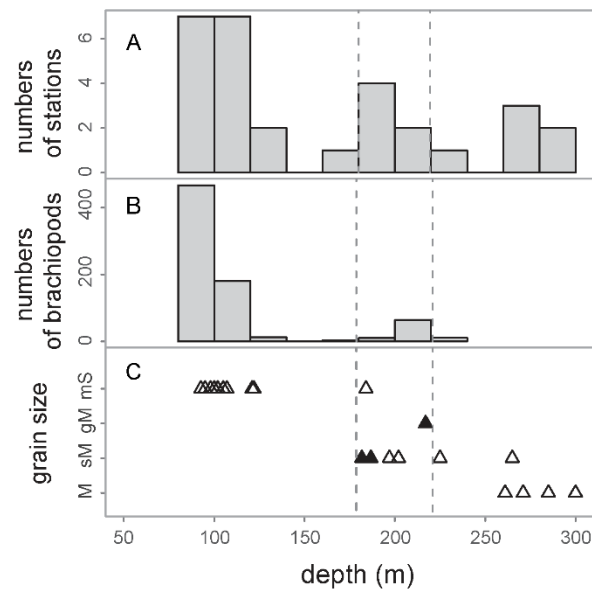 A
numbers
of stations
6
4
2
0
B
numbers
of brachiopods
400
200
0
C
grain size
mS
gM
sM
M
50 100 150 200 250 300
depth (m)